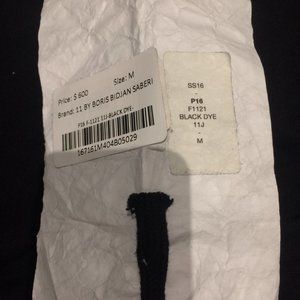 Price: $ 600
Size: M
Brand: 11 BY BORIS BIDJAN SABERI
P16 F-1121 11J-BLACK DYE-
167161M404B05029
SS16
-
P16
F1121
BLACK DYE
11J
-
M